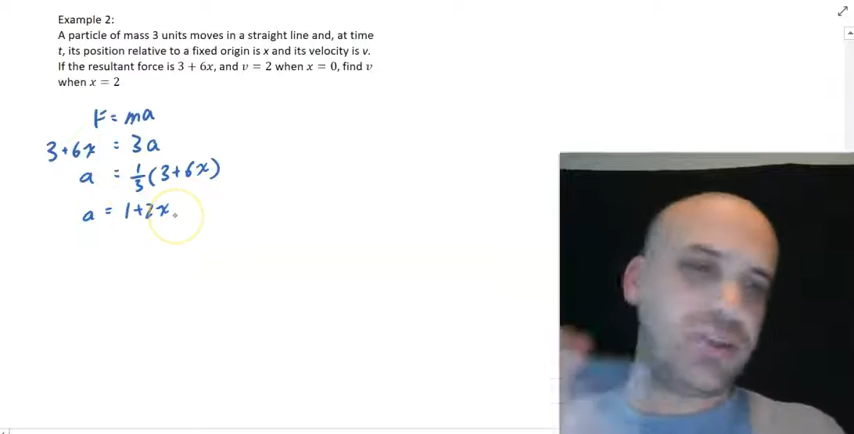 Example 2:
A particle of mass 3 units moves in a straight line and, at time
t, its position relative to a fixed origin is x and its velocity is v.
If the resultant force is 3 + 6x, and v = 2 when x = 0, find v
when x = 2
F = ma
3+6x = 3a
a = 1/3 (3+6x)
a = 1+2x